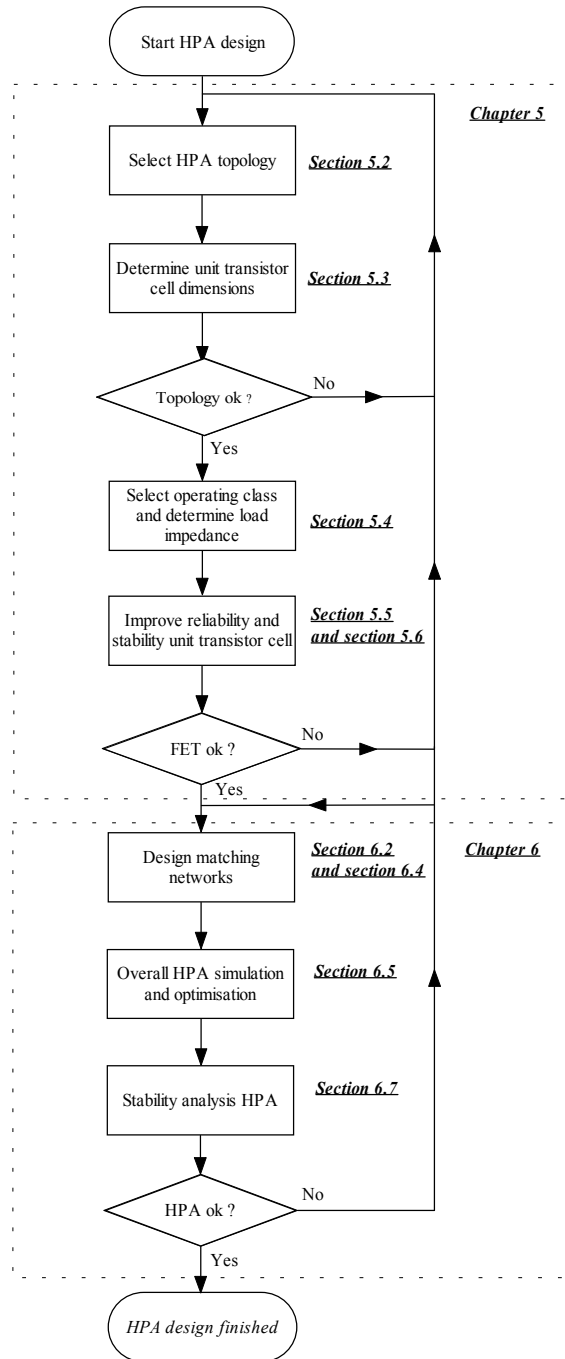 Start HPA design
Chapter 5
Select HPA topology
Section 5.2
Determine unit transistor
cell dimensions
Section 5.3
Topology ok ?
No
Yes
Select operating class
and determine load
impedance
Section 5.4
Improve reliability and
stability unit transistor cell
Section 5.5
and section 5.6
FET ok ?
No
Yes
Design matching
networks
Section 6.2
and section 6.4
Chapter 6
Overall HPA simulation
and optimisation
Section 6.5
Stability analysis HPA
Section 6.7
HPA ok ?
No
Yes
HPA design finished